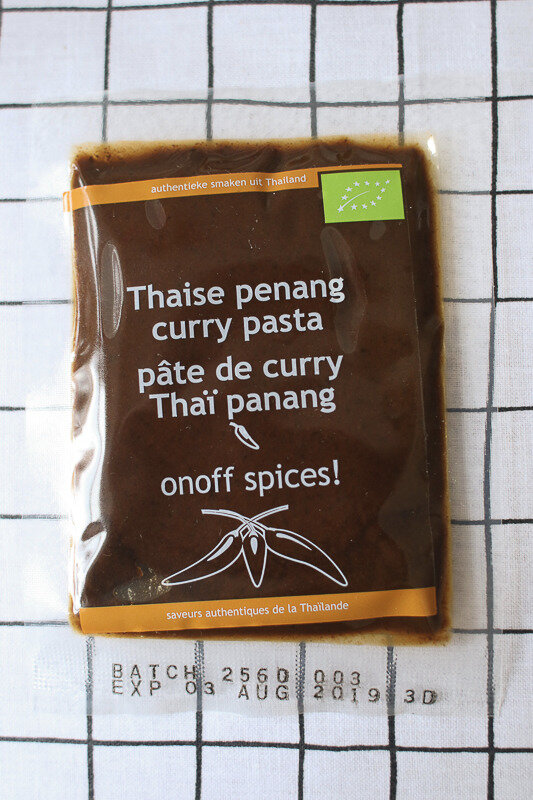 authentieke smaken uit Thailand
Thaise penang
curry pasta
pâte de curry
Thaï panang
onoff spices!
saveurs authentiques de la Thaïlande
BATCH 256D 003
EXP 03 AUG 2019 3D